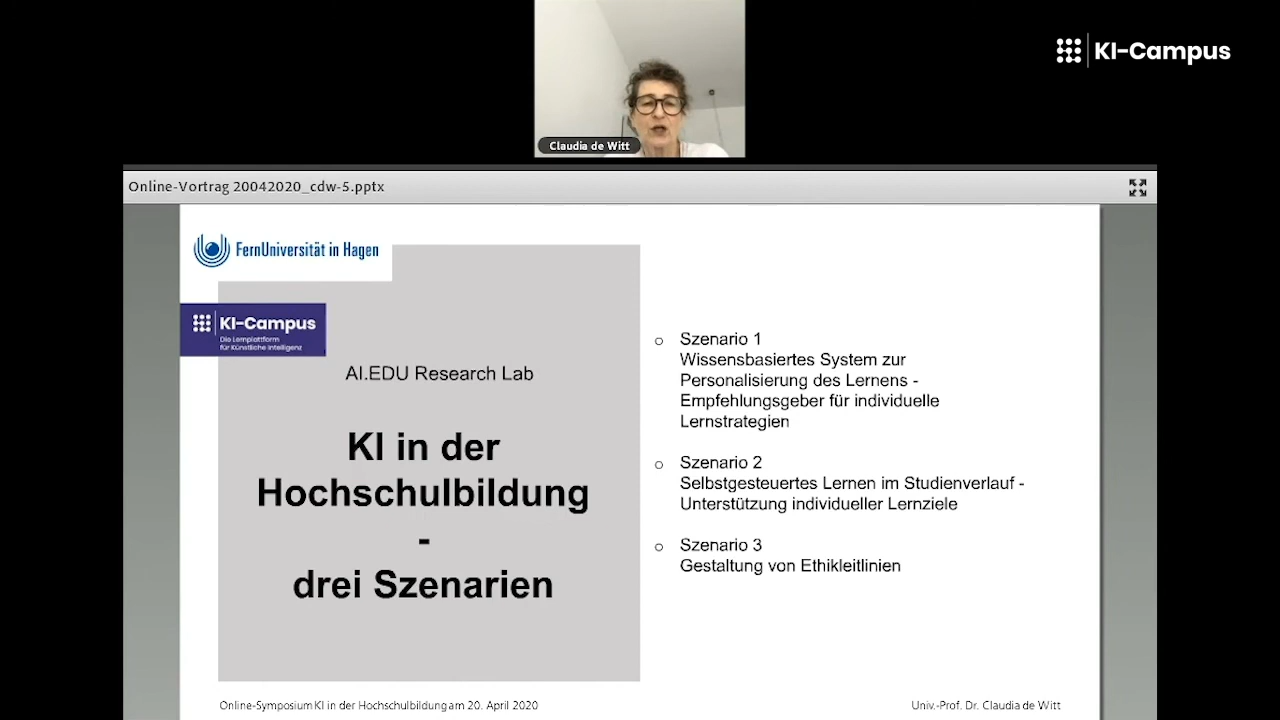 KI-Campus
Claudia de Witt
Online-Vortrag 20042020_cdw-5.pptx
FernUniversität in Hagen
KI-Campus
Die Lernplattform
für Künstliche Intelligenz
AI.EDU Research Lab
KI in der
Hochschulbildung
-
drei Szenarien
o Szenario 1
Wissensbasiertes System zur
Personalisierung des Lernens -
Empfehlungsgeber für individuelle
Lernstrategien
o Szenario 2
Selbstgesteuertes Lernen im Studienverlauf -
Unterstützung individueller Lernziele
o Szenario 3
Gestaltung von Ethikleitlinien
Online-Symposium KI in der Hochschulbildung am 20. April 2020
Univ.-Prof. Dr. Claudia de Witt